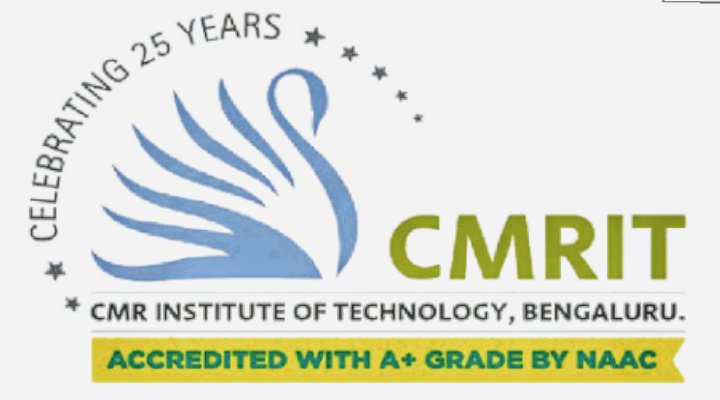 CELEBRATING 25 YEARS
CMRIT
CMR INSTITUTE OF TECHNOLOGY, BENGALURU.
ACCREDITED WITH A+ GRADE BY NAAC